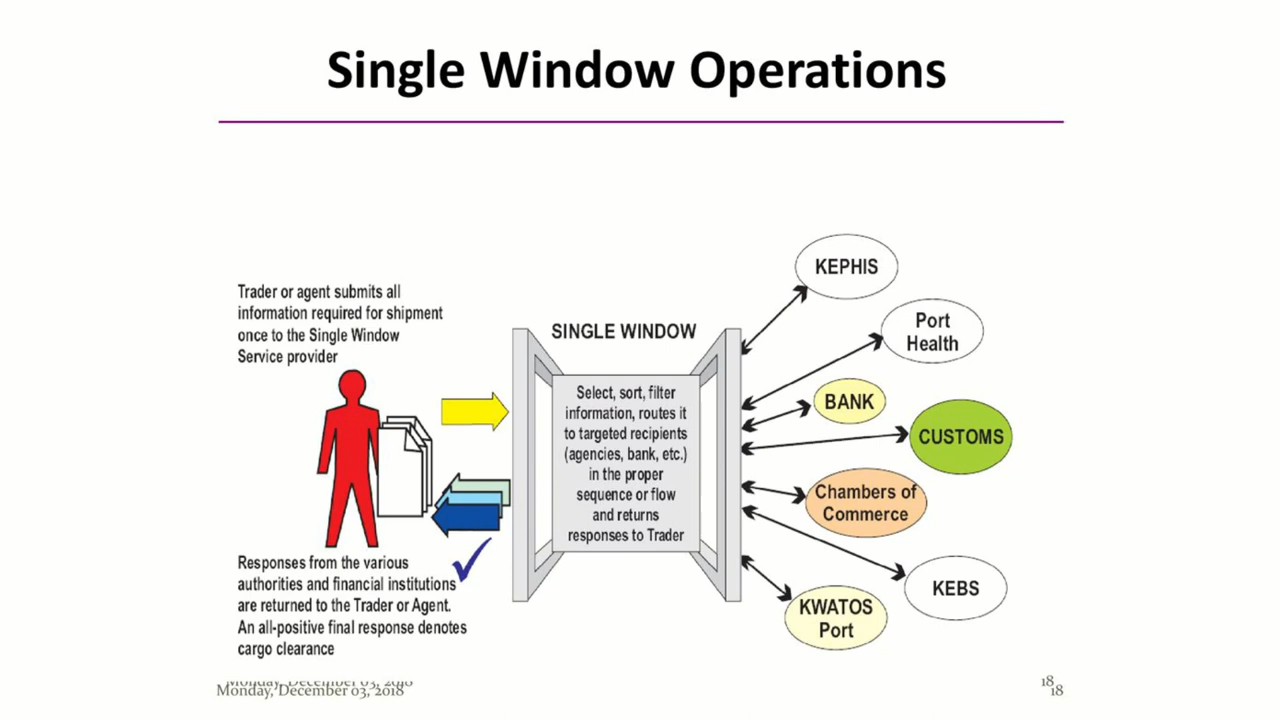 Single Window Operations
Trader or agent submits all
information required for shipment
once to the Single Window
Service provider
SINGLE WINDOW
Select, sort, filter
information, routes it
to targeted recipients
(agencies, bank, etc.)
in the proper
sequence or flow
and returns
responses to Trader
KEPHIS
Port
Health
BANK
CUSTOMS
Chambers of
Commerce
KEBS
KWATOS
Port
Responses from the various
authorities and financial institutions
are returned to the Trader or Agent.
An all-positive final response denotes
cargo clearance
Monday, December 03, 2018
Monday, December 03, 2018
18
18